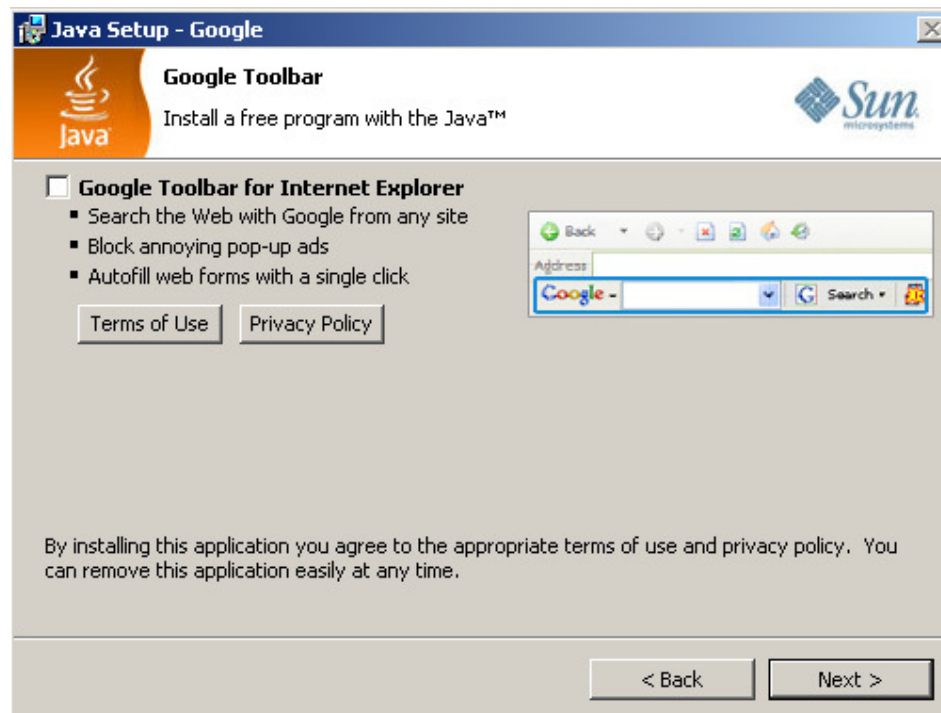 Java Setup - Google
Java
Google Toolbar
Install a free program with the Java™
Sun
microsystems
Google Toolbar for Internet Explorer
▪ Search the Web with Google from any site
▪ Block annoying pop-up ads
▪ Autofill web forms with a single click
Terms of Use
Privacy Policy
Back
Address
Google
G Search
By installing this application you agree to the appropriate terms of use and privacy policy. You
can remove this application easily at any time.
< Back
Next >